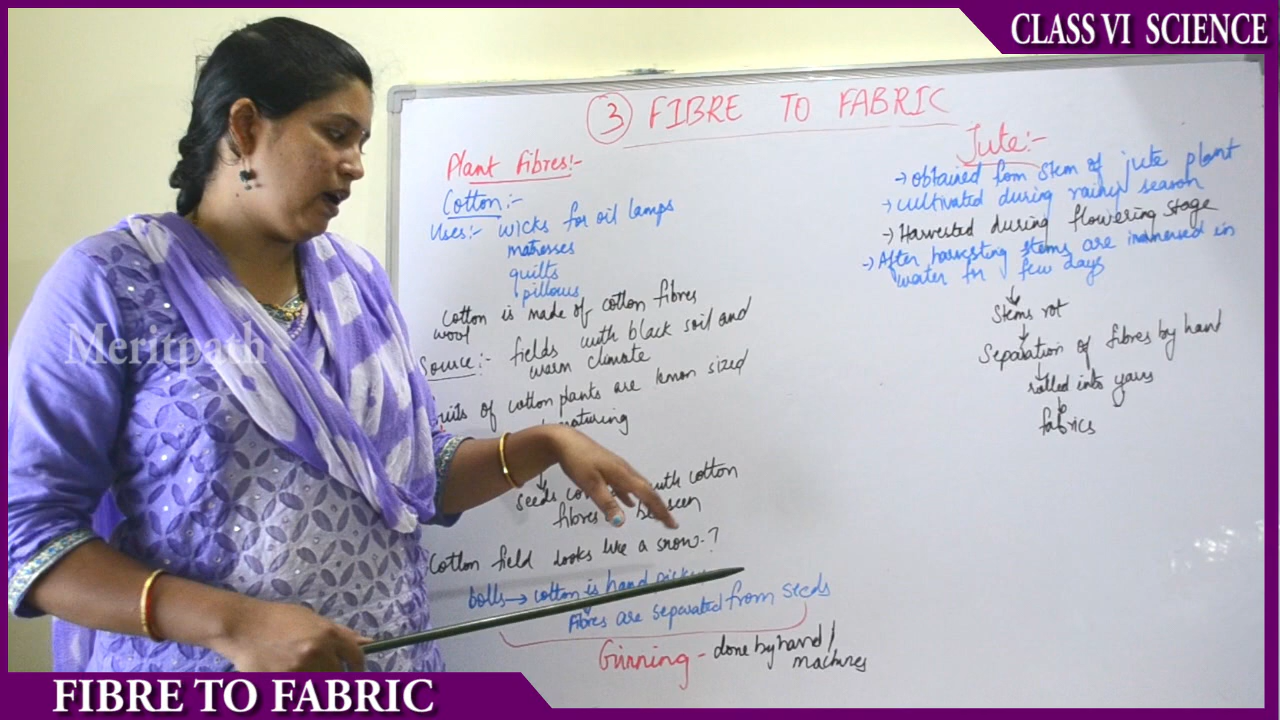 CLASS VI SCIENCE
3 FIBRE TO FABRIC
Plant Fibres:-
Cotton:-
Uses:- wicks for oil lamps
matresses
quilts
pillows
Cotton is made of cotton fibres
wool
Source:- fields with black soil and
warm climate
of cotton plants are lemon sized
maturing
↓
seeds with cotton
fibres seen
Cotton field looks like a snow-?
bolls → cotton is hand
↓
Fibres are separated from seeds
Ginning - done by hand/
machines
Jute:-
→ obtained from stem of jute plant
→ cultivated during rainy season
→ Harvested during flowering stage
→ After harvesting stems are immersed in
water for few days
↓
Stems rot
↓
Separation of fibres by hand
↓
rolled into yarns
↓
fabrics
Meritpath
FIBRE TO FABRIC